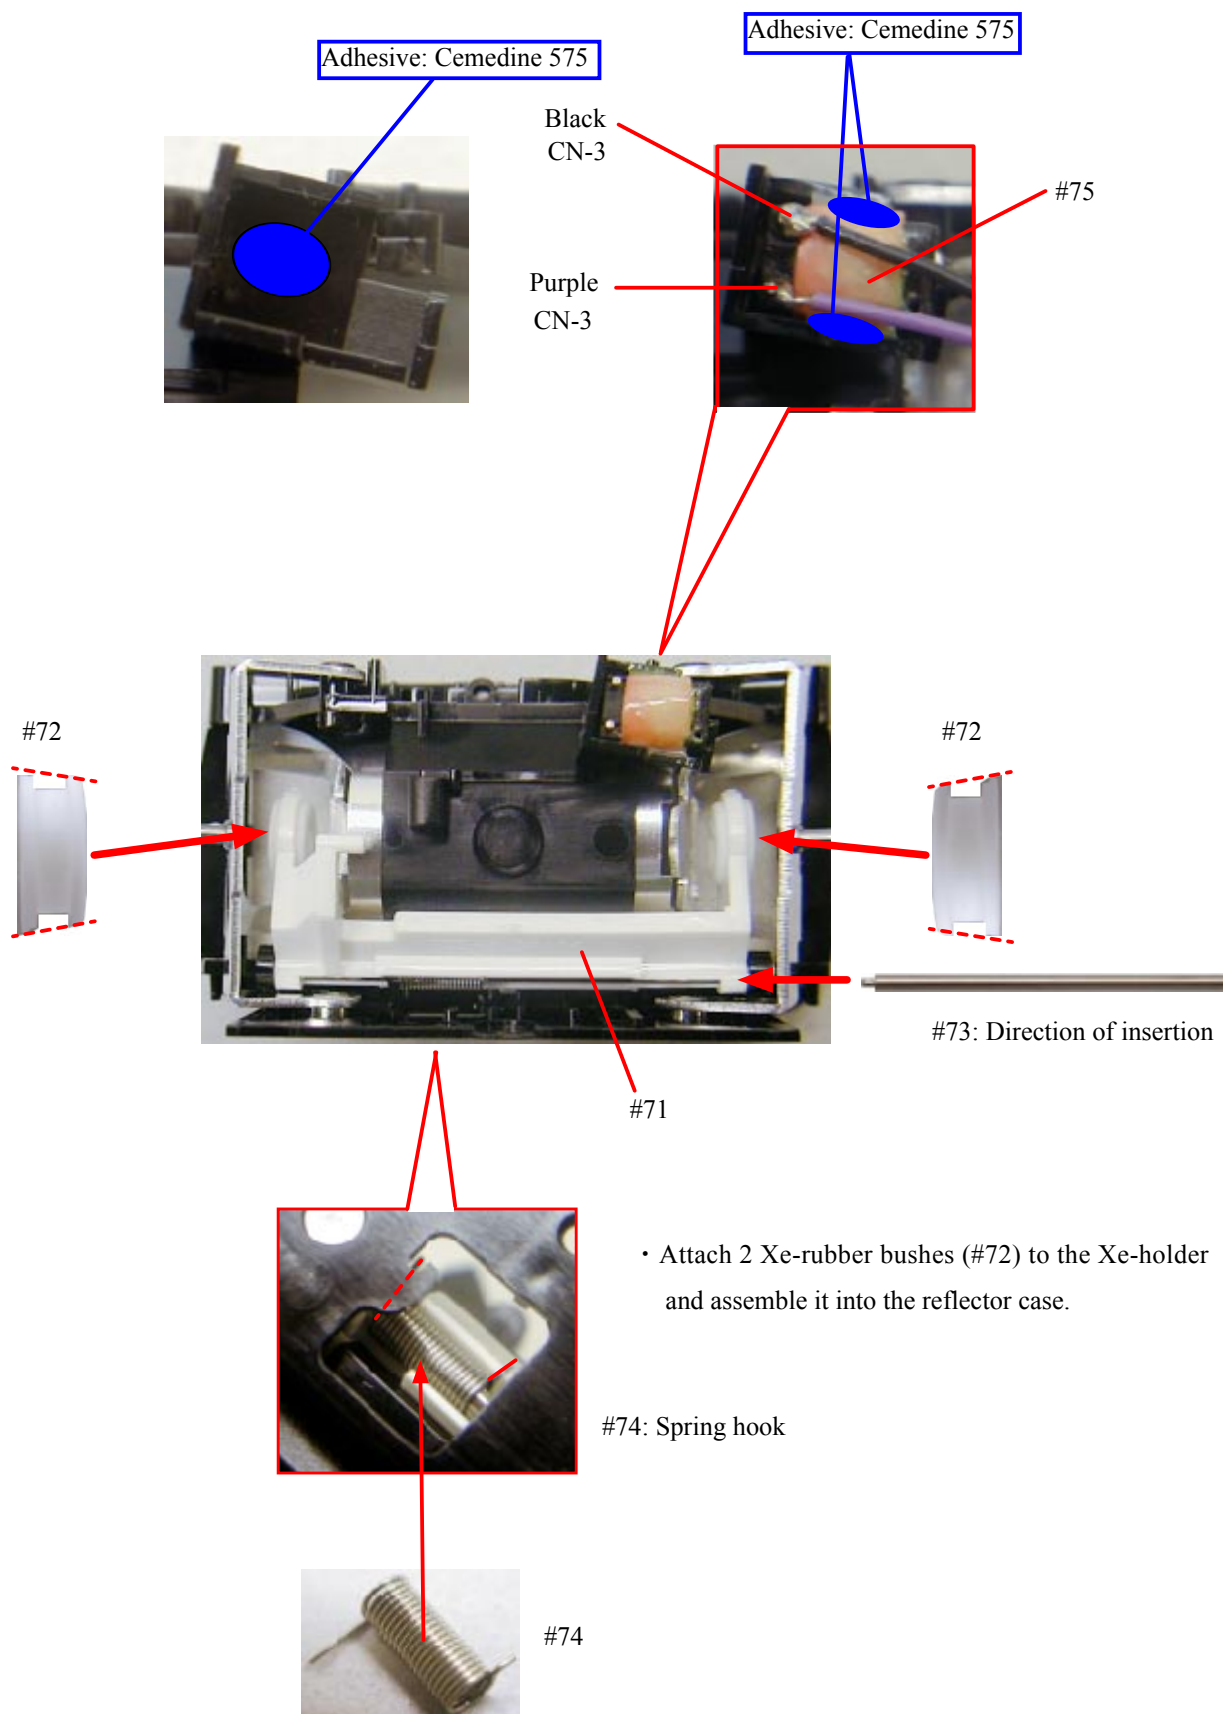 Adhesive: Cemedine 575
Adhesive: Cemedine 575
Black
CN-3
#75
Purple
CN-3
#72
#72
#73: Direction of insertion
#71
・Attach 2 Xe-rubber bushes (#72) to the Xe-holder
and assemble it into the reflector case.
#74: Spring hook
#74